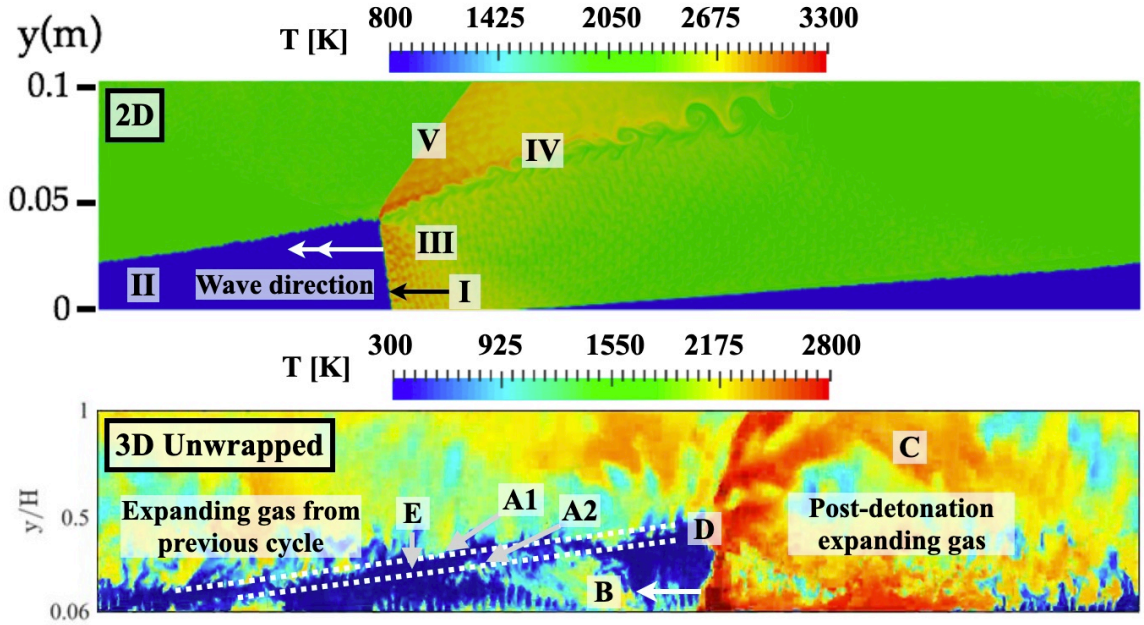 800 1425 2050 2675 3300
T [K]
y(m)
0.1
2D
V
IV
0.05
III
II
Wave direction
I
0
300 925 1550 2175 2800
T [K]
1
3D Unwrapped
C
y/H
0.5
Expanding gas from
previous cycle
E
A1
A2
D
Post-detonation
expanding gas
B
0.06